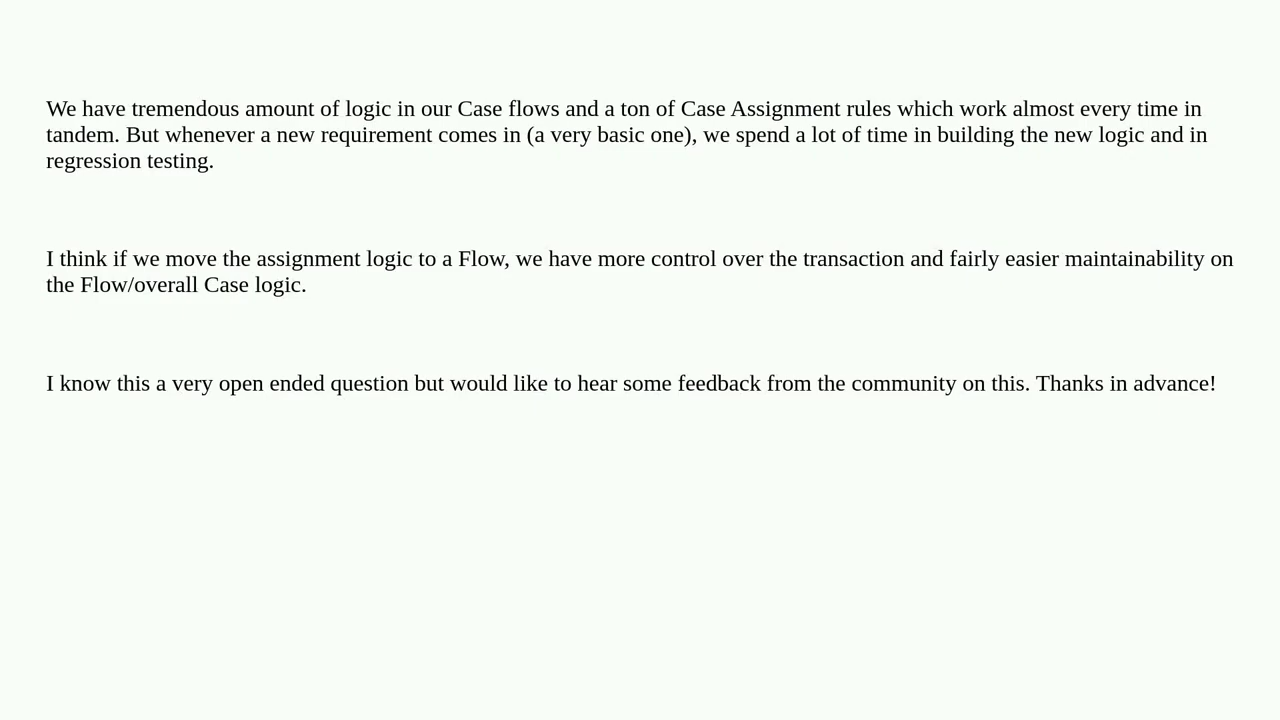 We have tremendous amount of logic in our Case flows and a ton of Case Assignment rules which work almost every time in
tandem. But whenever a new requirement comes in (a very basic one), we spend a lot of time in building the new logic and in
regression testing.
I think if we move the assignment logic to a Flow, we have more control over the transaction and fairly easier maintainability on
the Flow/overall Case logic.
I know this a very open ended question but would like to hear some feedback from the community on this. Thanks in advance!